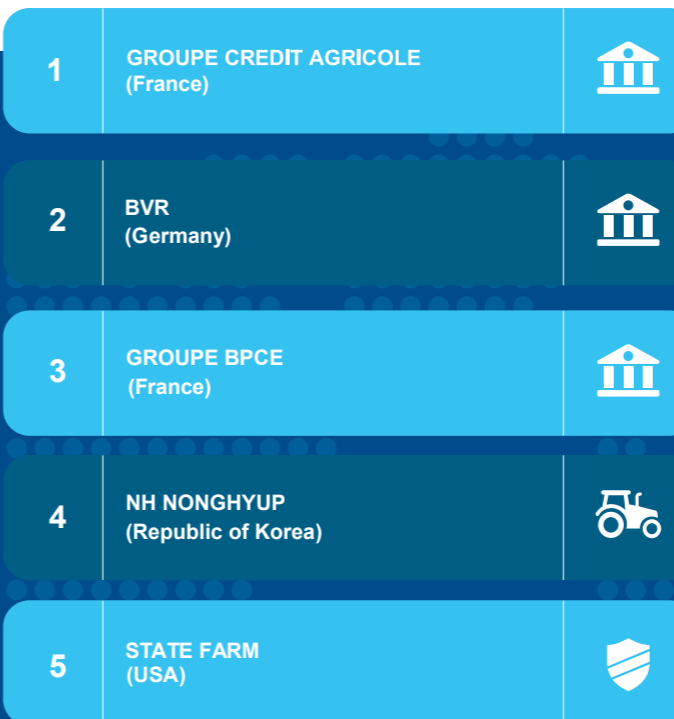 1
GROUPE CREDIT AGRICOLE
(France)
2
BVR
(Germany)
3
GROUPE BPCE
(France)
4
NH NONGHYUP
(Republic of Korea)
5
STATE FARM
(USA)